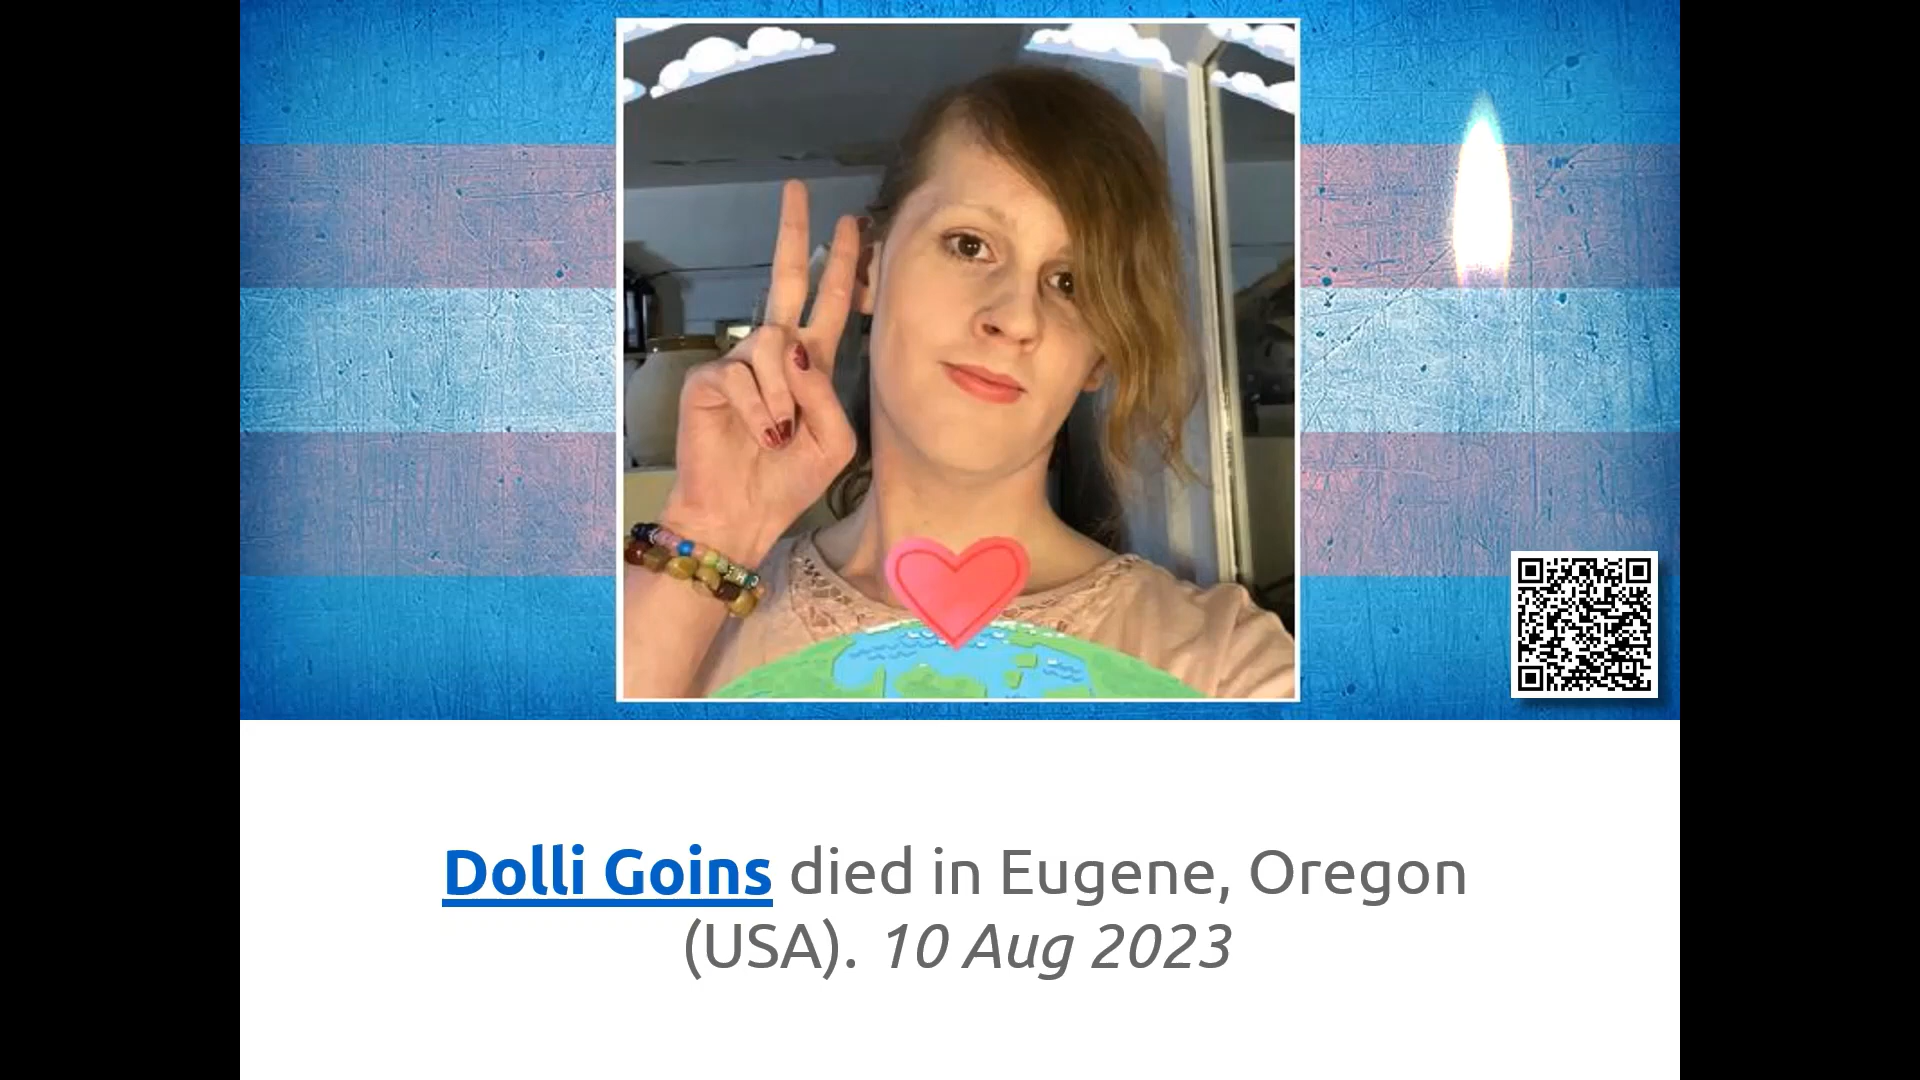 Dolli Goins died in Eugene, Oregon
(USA). 10 Aug 2023